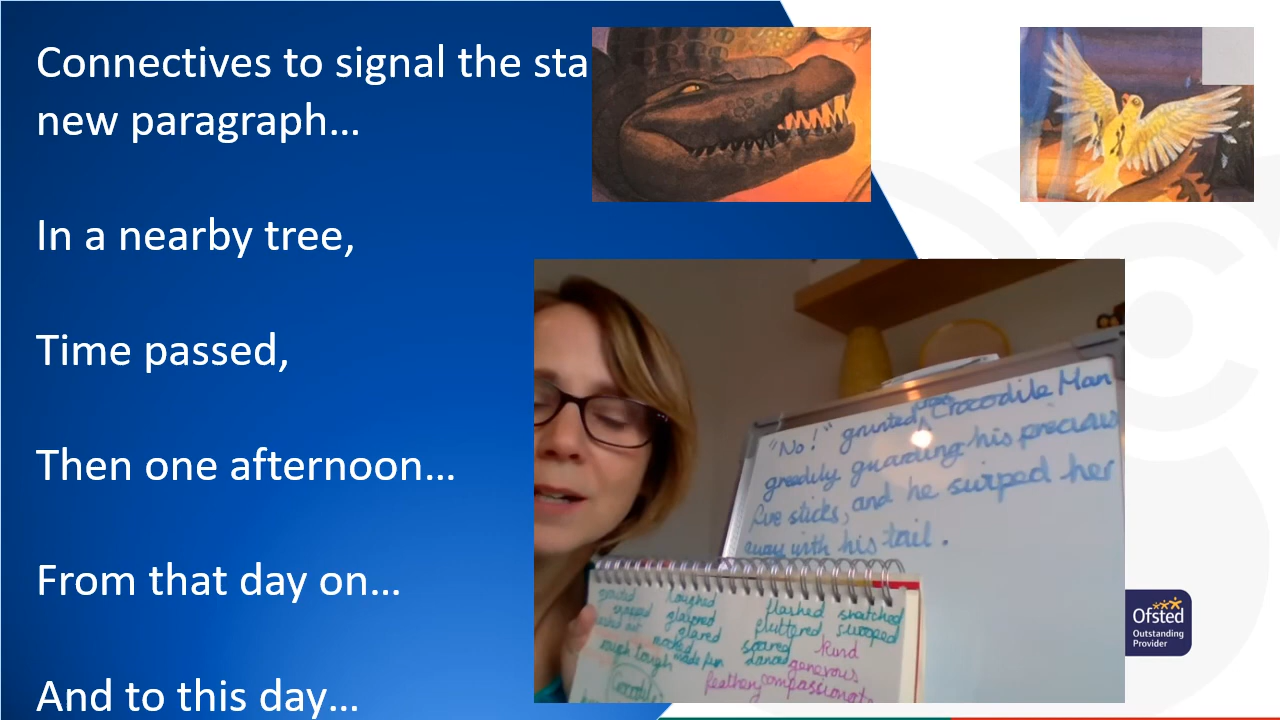 Connectives to signal the sta
new paragraph...
In a nearby tree,
Time passed,
Then one afternoon...
From that day on...
And to this day...
"No!" grunted Crocodile Man
greedily guarding his precious
fire sticks, and he swiped her
away with his tail.
laughed
snapped glared
mocked
rough tough made fun
flashed snatched
fluttered swooped
soared kind
danced generous
feathery compassionate
Ofsted
Outstanding
Provider